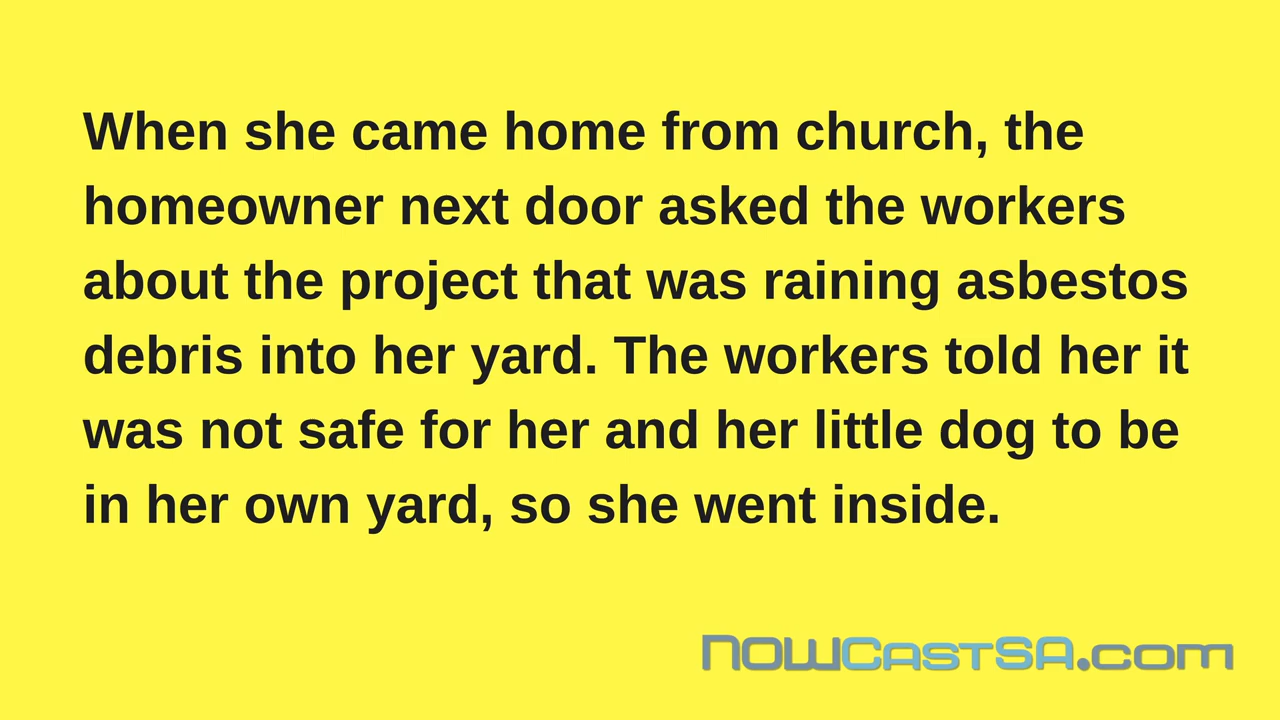 When she came home from church, the
homeowner next door asked the workers
about the project that was raining asbestos
debris into her yard. The workers told her it
was not safe for her and her little dog to be
in her own yard, so she went inside.
NOWCASTSA.com